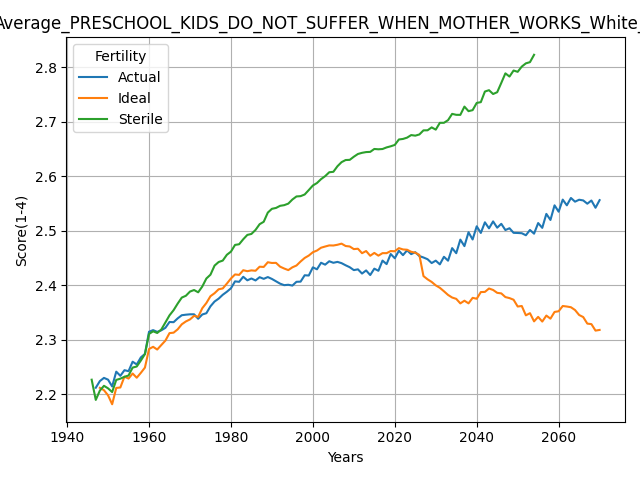 Average_PRESCHOOL_KIDS_DO_NOT_SUFFER_WHEN_MOTHER_WORKS_White_
Fertility
Actual
Ideal
Sterile
Score(1-4)
2.8
2.7
2.6
2.5
2.4
2.3
2.2
1940 1960 1980 2000 2020 2040 2060
Years